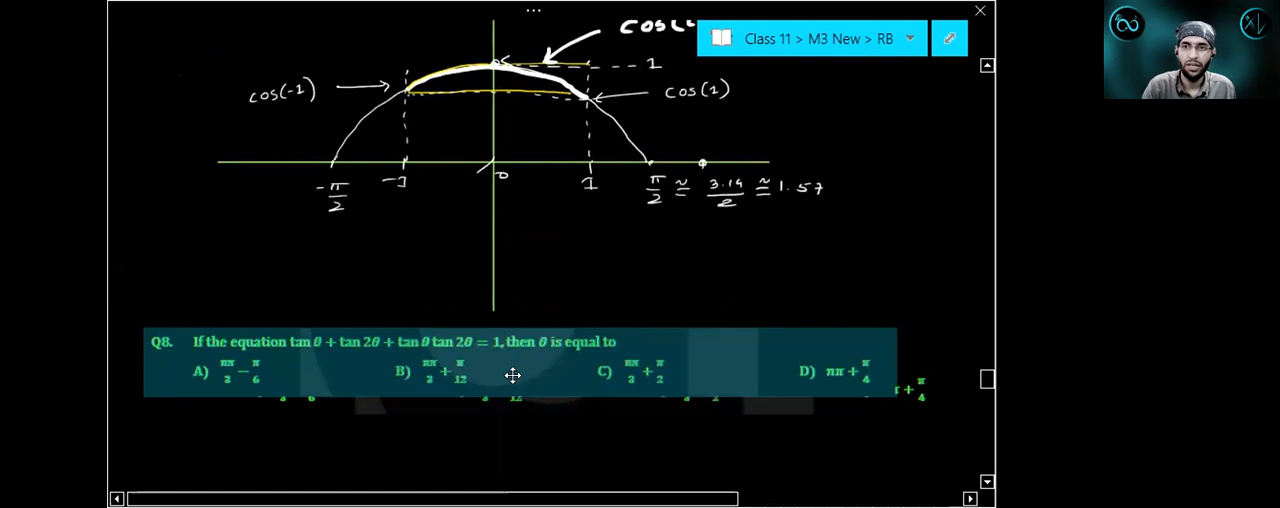 ...
Class 11 > M3 New > RB
cos(
1
cos(-1)
cos(1)
-π/2
-1
0
1
π/2 ≅ 3.14/2 ≅ 1.57
Q8. If the equation tan θ + tan 2θ + tan θ tan 2θ = 1, then θ is equal to
A) nπ/3 − π/6 B) nπ/3 + π/12 C) nπ/3 + π/2 D) nπ + π/4
+ π/4